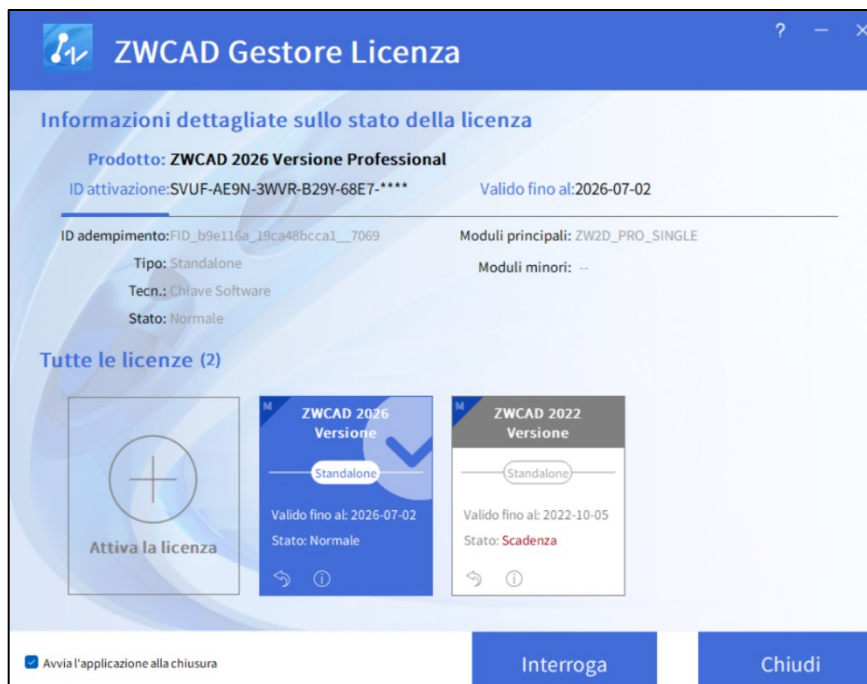 ZWCAD Gestore Licenza
?
Informazioni dettagliate sullo stato della licenza
Prodotto: ZWCAD 2026 Versione Professional
ID attivazione:SVUF-AE9N-3WVR-B29Y-68E7-**** Valido fino al:2026-07-02
ID adempimento:FID_b9e116a_19ca48bcca1__7069 Moduli principali: ZW2D_PRO_SINGLE
Tipo: Standalone Moduli minori: --
Tecn.: Chiave Software
Stato: Normale
Tutte le licenze (2)
Attiva la licenza
M
ZWCAD 2026
Versione
Standalone
Valido fino al: 2026-07-02
Stato: Normale
M
ZWCAD 2022
Versione
Standalone
Valido fino al: 2022-10-05
Stato: Scadenza
Avvia l'applicazione alla chiusura
Interroga
Chiudi